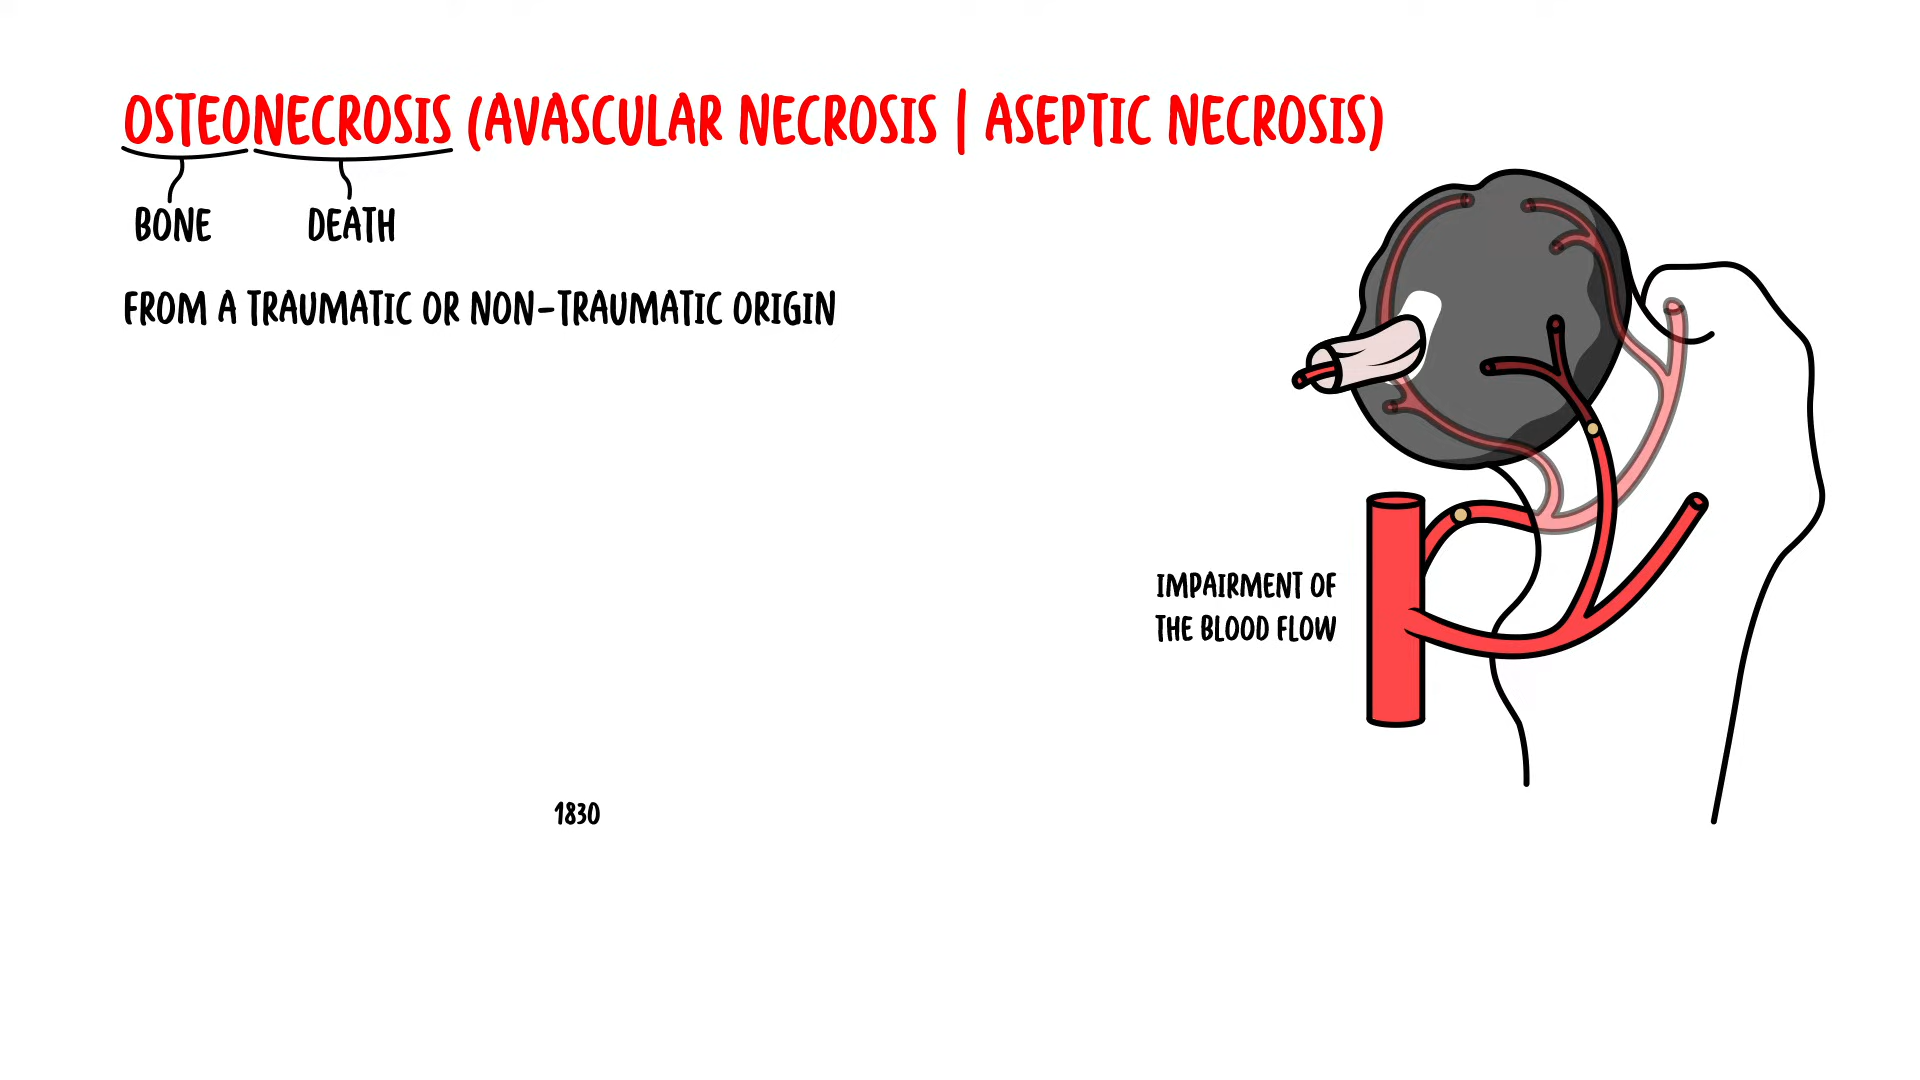 OSTEONECROSIS (AVASCULAR NECROSIS | ASEPTIC NECROSIS)
BONE DEATH
FROM A TRAUMATIC OR NON-TRAUMATIC ORIGIN
IMPAIRMENT OF
THE BLOOD FLOW
1830